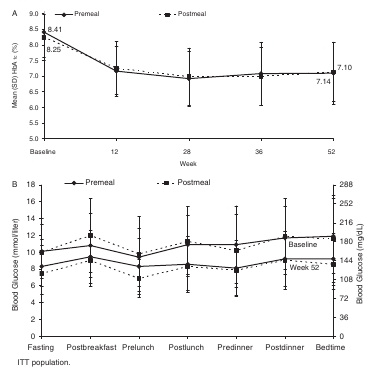 A
Premeal
Postmeal
Mean (SD) HbA1c (%)
9.0
8.5
8.0
7.5
7.0
6.5
6.0
5.5
5.0
8.41
8.25
7.10
7.14
Baseline 12 28 36 52
Week
B
Premeal
Postmeal
Blood Glucose (mmol/liter)
18
16
14
12
10
8
6
4
2
0
Baseline
Week 52
288
252
216
180
144
108
72
36
0
Blood Glucose (mg/dL)
Fasting Postbreakfast Prelunch Postlunch Predinner Postdinner Bedtime
ITT population.